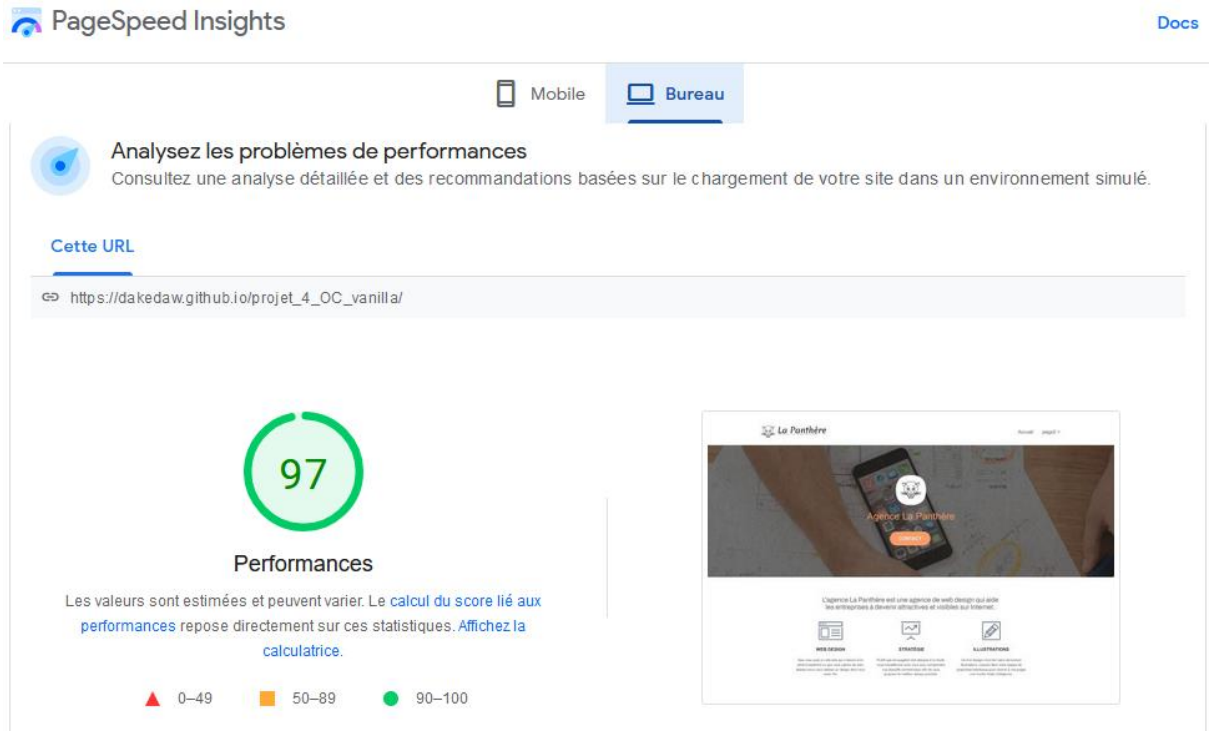 PageSpeed Insights
Docs
Mobile
Bureau
Analysez les problèmes de performances
Consultez une analyse détaillée et des recommandations basées sur le chargement de votre site dans un environnement simulé.
Cette URL
https://dakedaw.github.io/projet_4_OC_vanilla/
97
Performances
Les valeurs sont estimées et peuvent varier. Le calcul du score lié aux
performances repose directement sur ces statistiques. Affichez la
calculatrice.
0–49
50–89
90–100
La Panthère
Accueil
Agence La Panthère
CONTACT
L'agence La Panthère est une agence de web design qui aide
les entreprises à devenir attractives et visibles sur Internet.
WEB DESIGN
STRATÉGIE
ILLUSTRATIONS